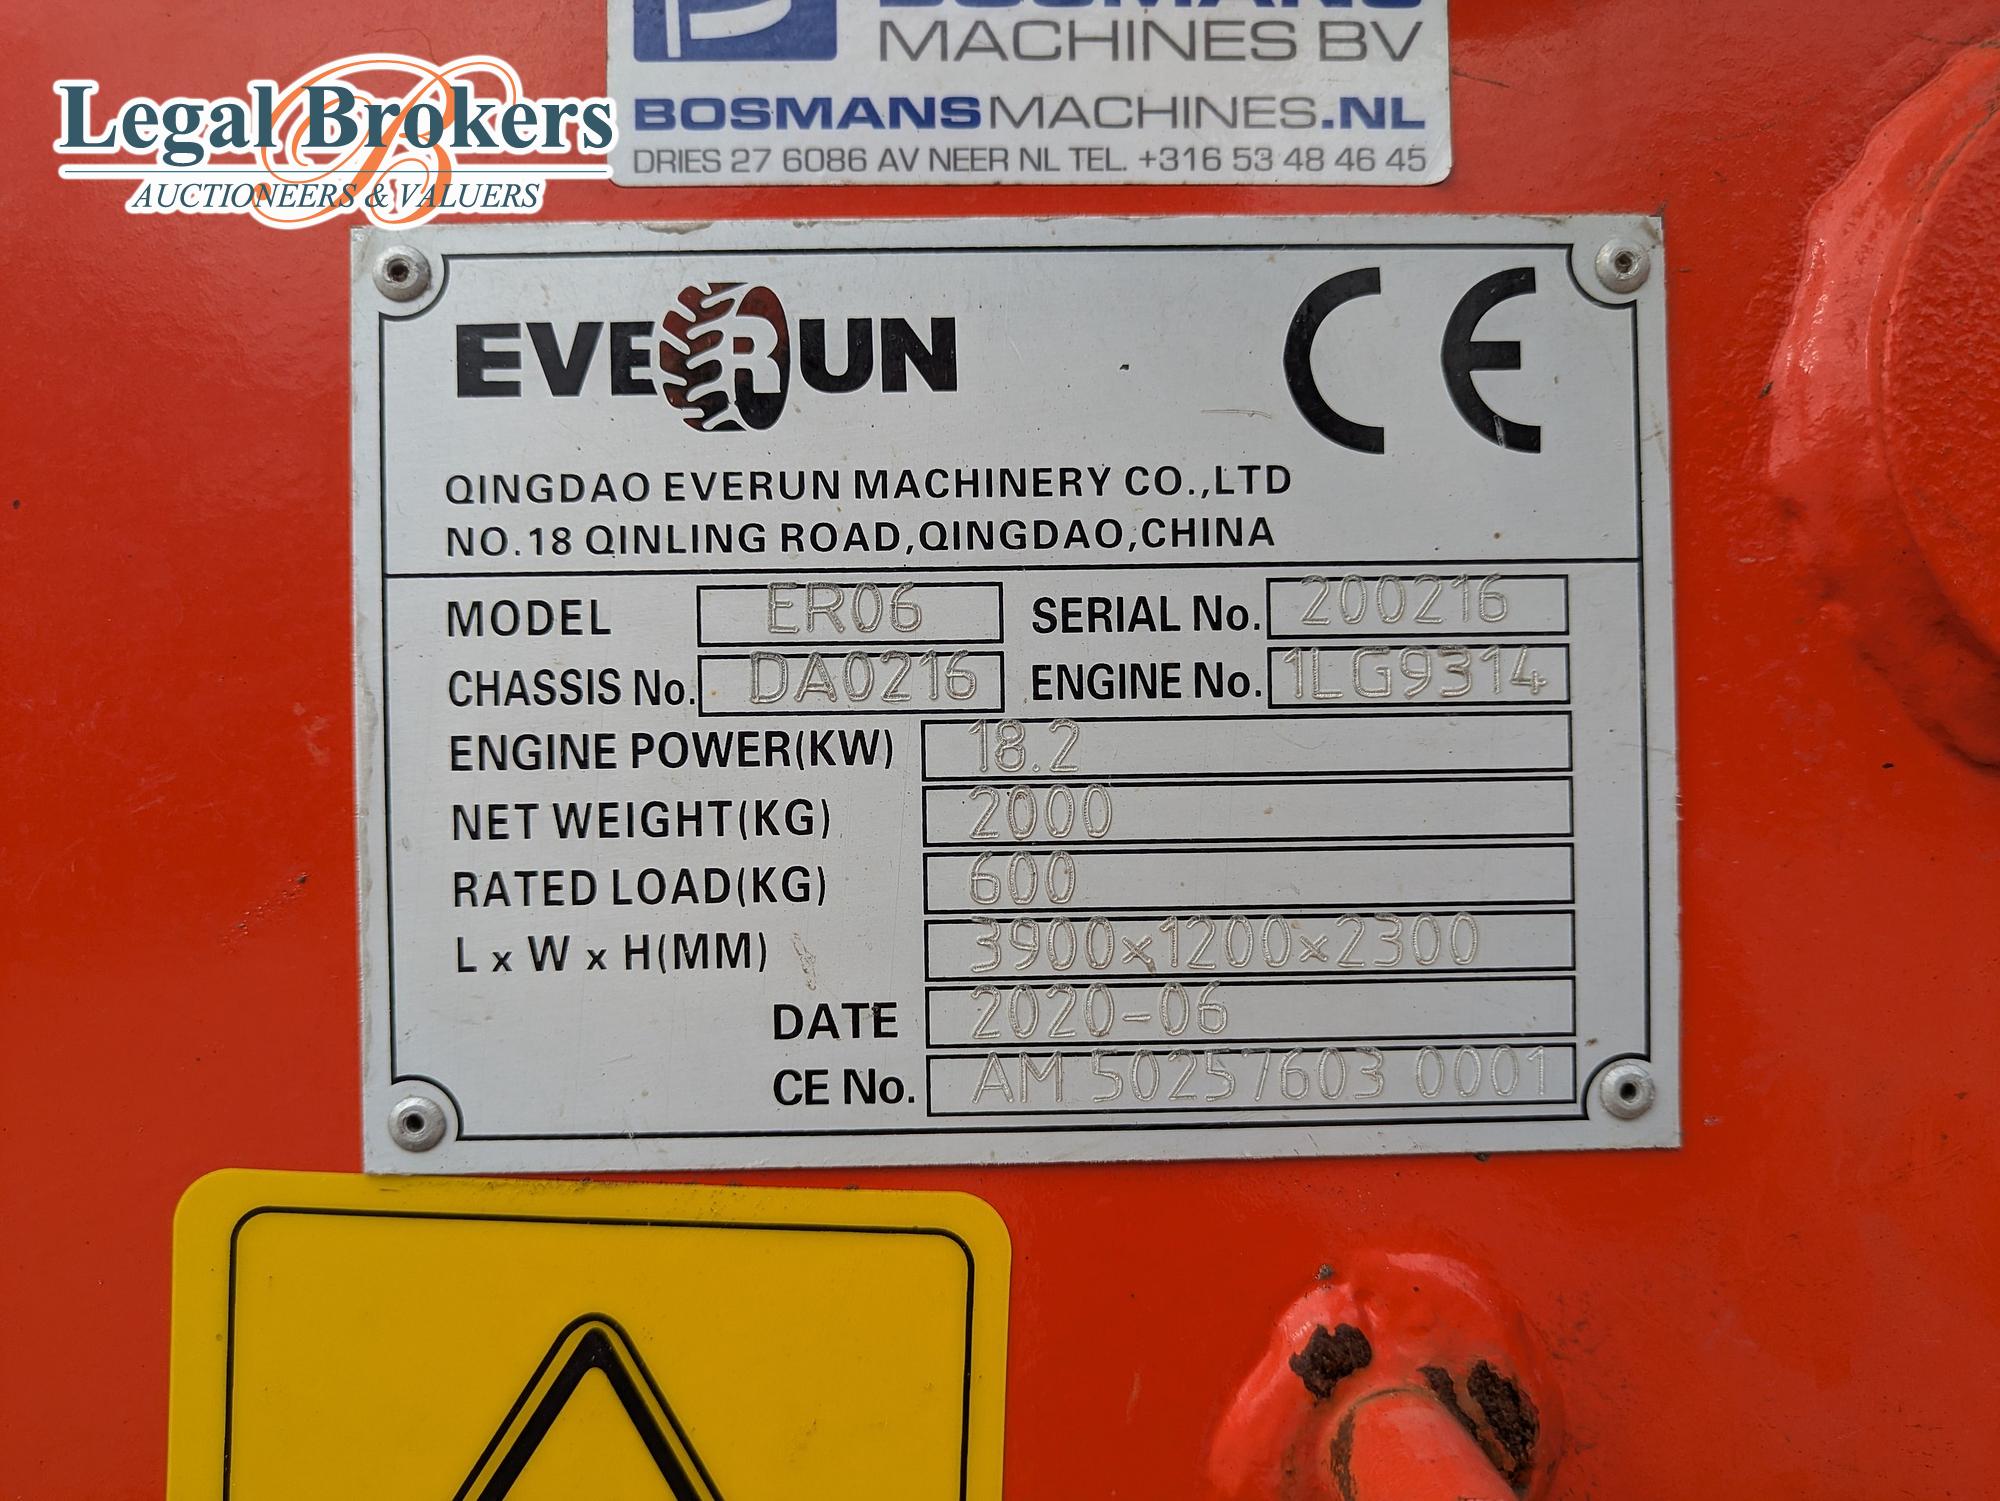 BOSMANS
MACHINES BV
BOSMANSMACHINES.NL
DRIES 27 6086 AV NEER NL TEL. +316 53 48 46 45
Legal Brokers
AUCTIONEERS & VALUERS
EVERUN
CE
QINGDAO EVERUN MACHINERY CO.,LTD
NO.18 QINLING ROAD,QINGDAO,CHINA
MODEL ER06 SERIAL No. 200216
CHASSIS No. DA0216 ENGINE No. 1LG9314
ENGINE POWER(KW) 18.2
NET WEIGHT(KG) 2000
RATED LOAD(KG) 600
L x W x H(MM) 3900x1200x2300
DATE 2020-06
CE No. AM 50257603 0001